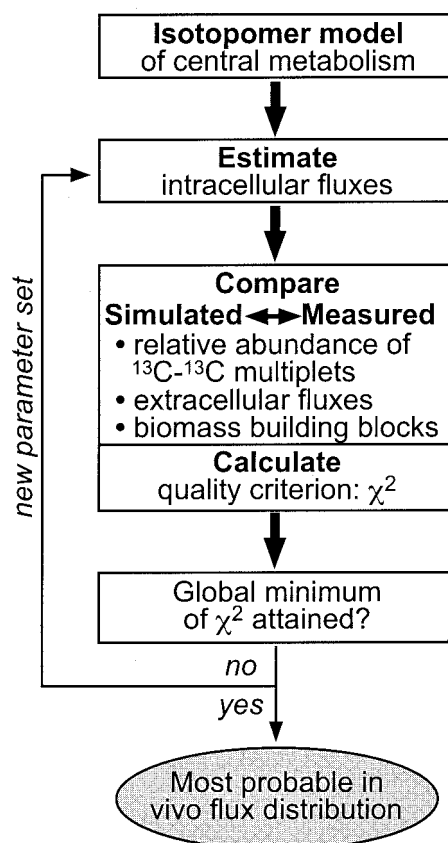 Isotopomer model
of central metabolism
Estimate
intracellular fluxes
new parameter set
Compare
Simulated ↔ Measured
• relative abundance of
¹³C-¹³C multiplets
• extracellular fluxes
• biomass building blocks
Calculate
quality criterion: χ²
Global minimum
of χ² attained?
no
yes
Most probable in
vivo flux distribution